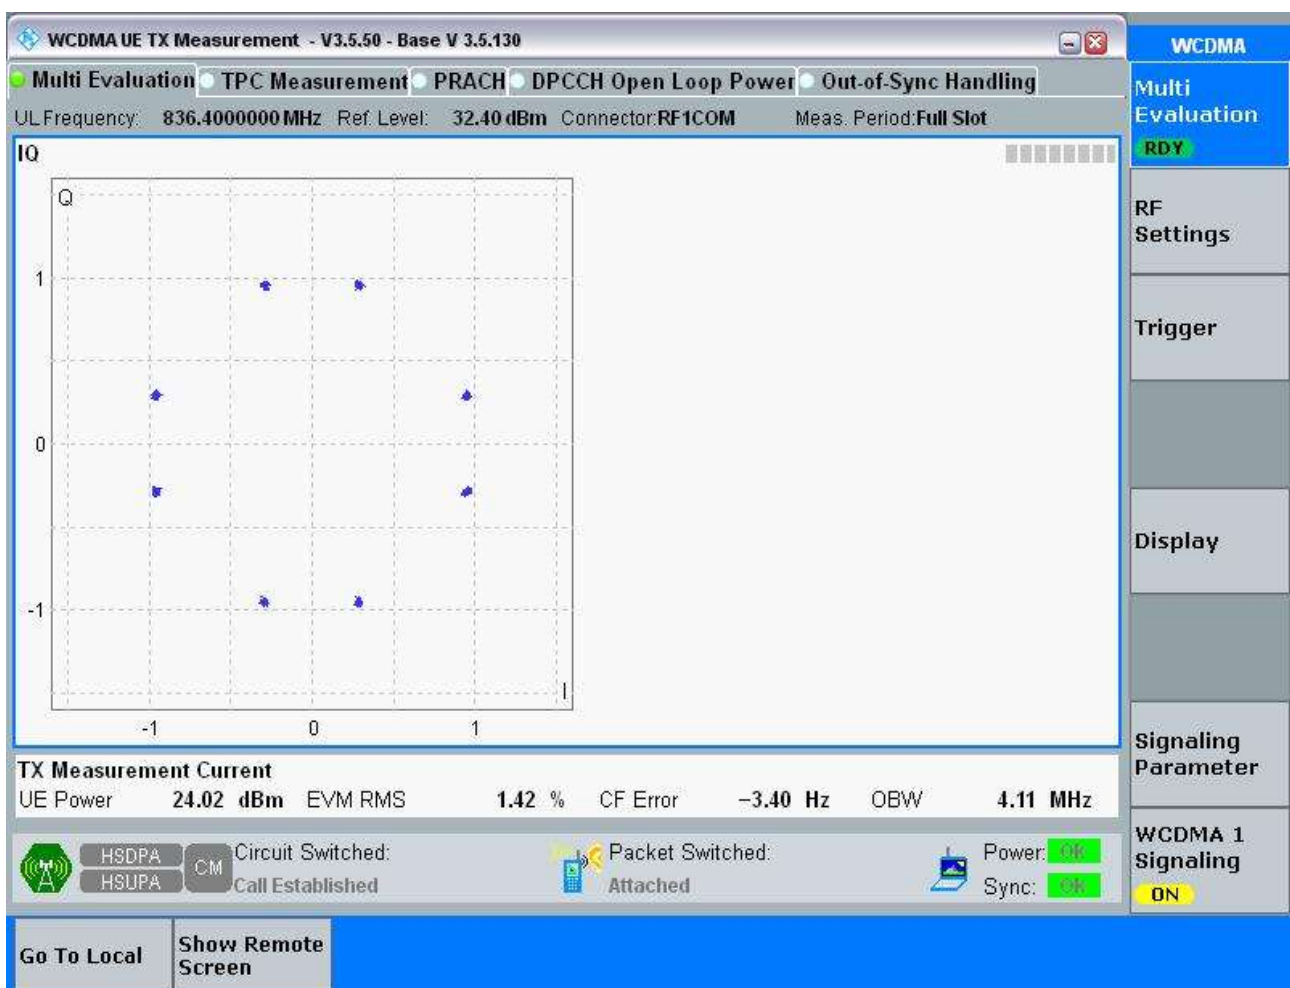 WCDMA UE TX Measurement - V3.5.50 - Base V 3.5.130
Multi Evaluation TPC Measurement PRACH DPCCH Open Loop Power Out-of-Sync Handling
UL Frequency: 836.4000000 MHz Ref. Level: 32.40 dBm Connector:RF1COM Meas. Period:Full Slot
IQ
Q
1
0
-1
I
-1 0 1
TX Measurement Current
UE Power 24.02 dBm EVM RMS 1.42 % CF Error −3.40 Hz OBW 4.11 MHz
HSDPA
HSUPA
CM
Circuit Switched:
Call Established
Packet Switched:
Attached
Power: OK
Sync: OK
WCDMA
Multi
Evaluation
RDY
RF
Settings
Trigger
Display
Signaling
Parameter
WCDMA 1
Signaling
ON
Go To Local
Show Remote
Screen